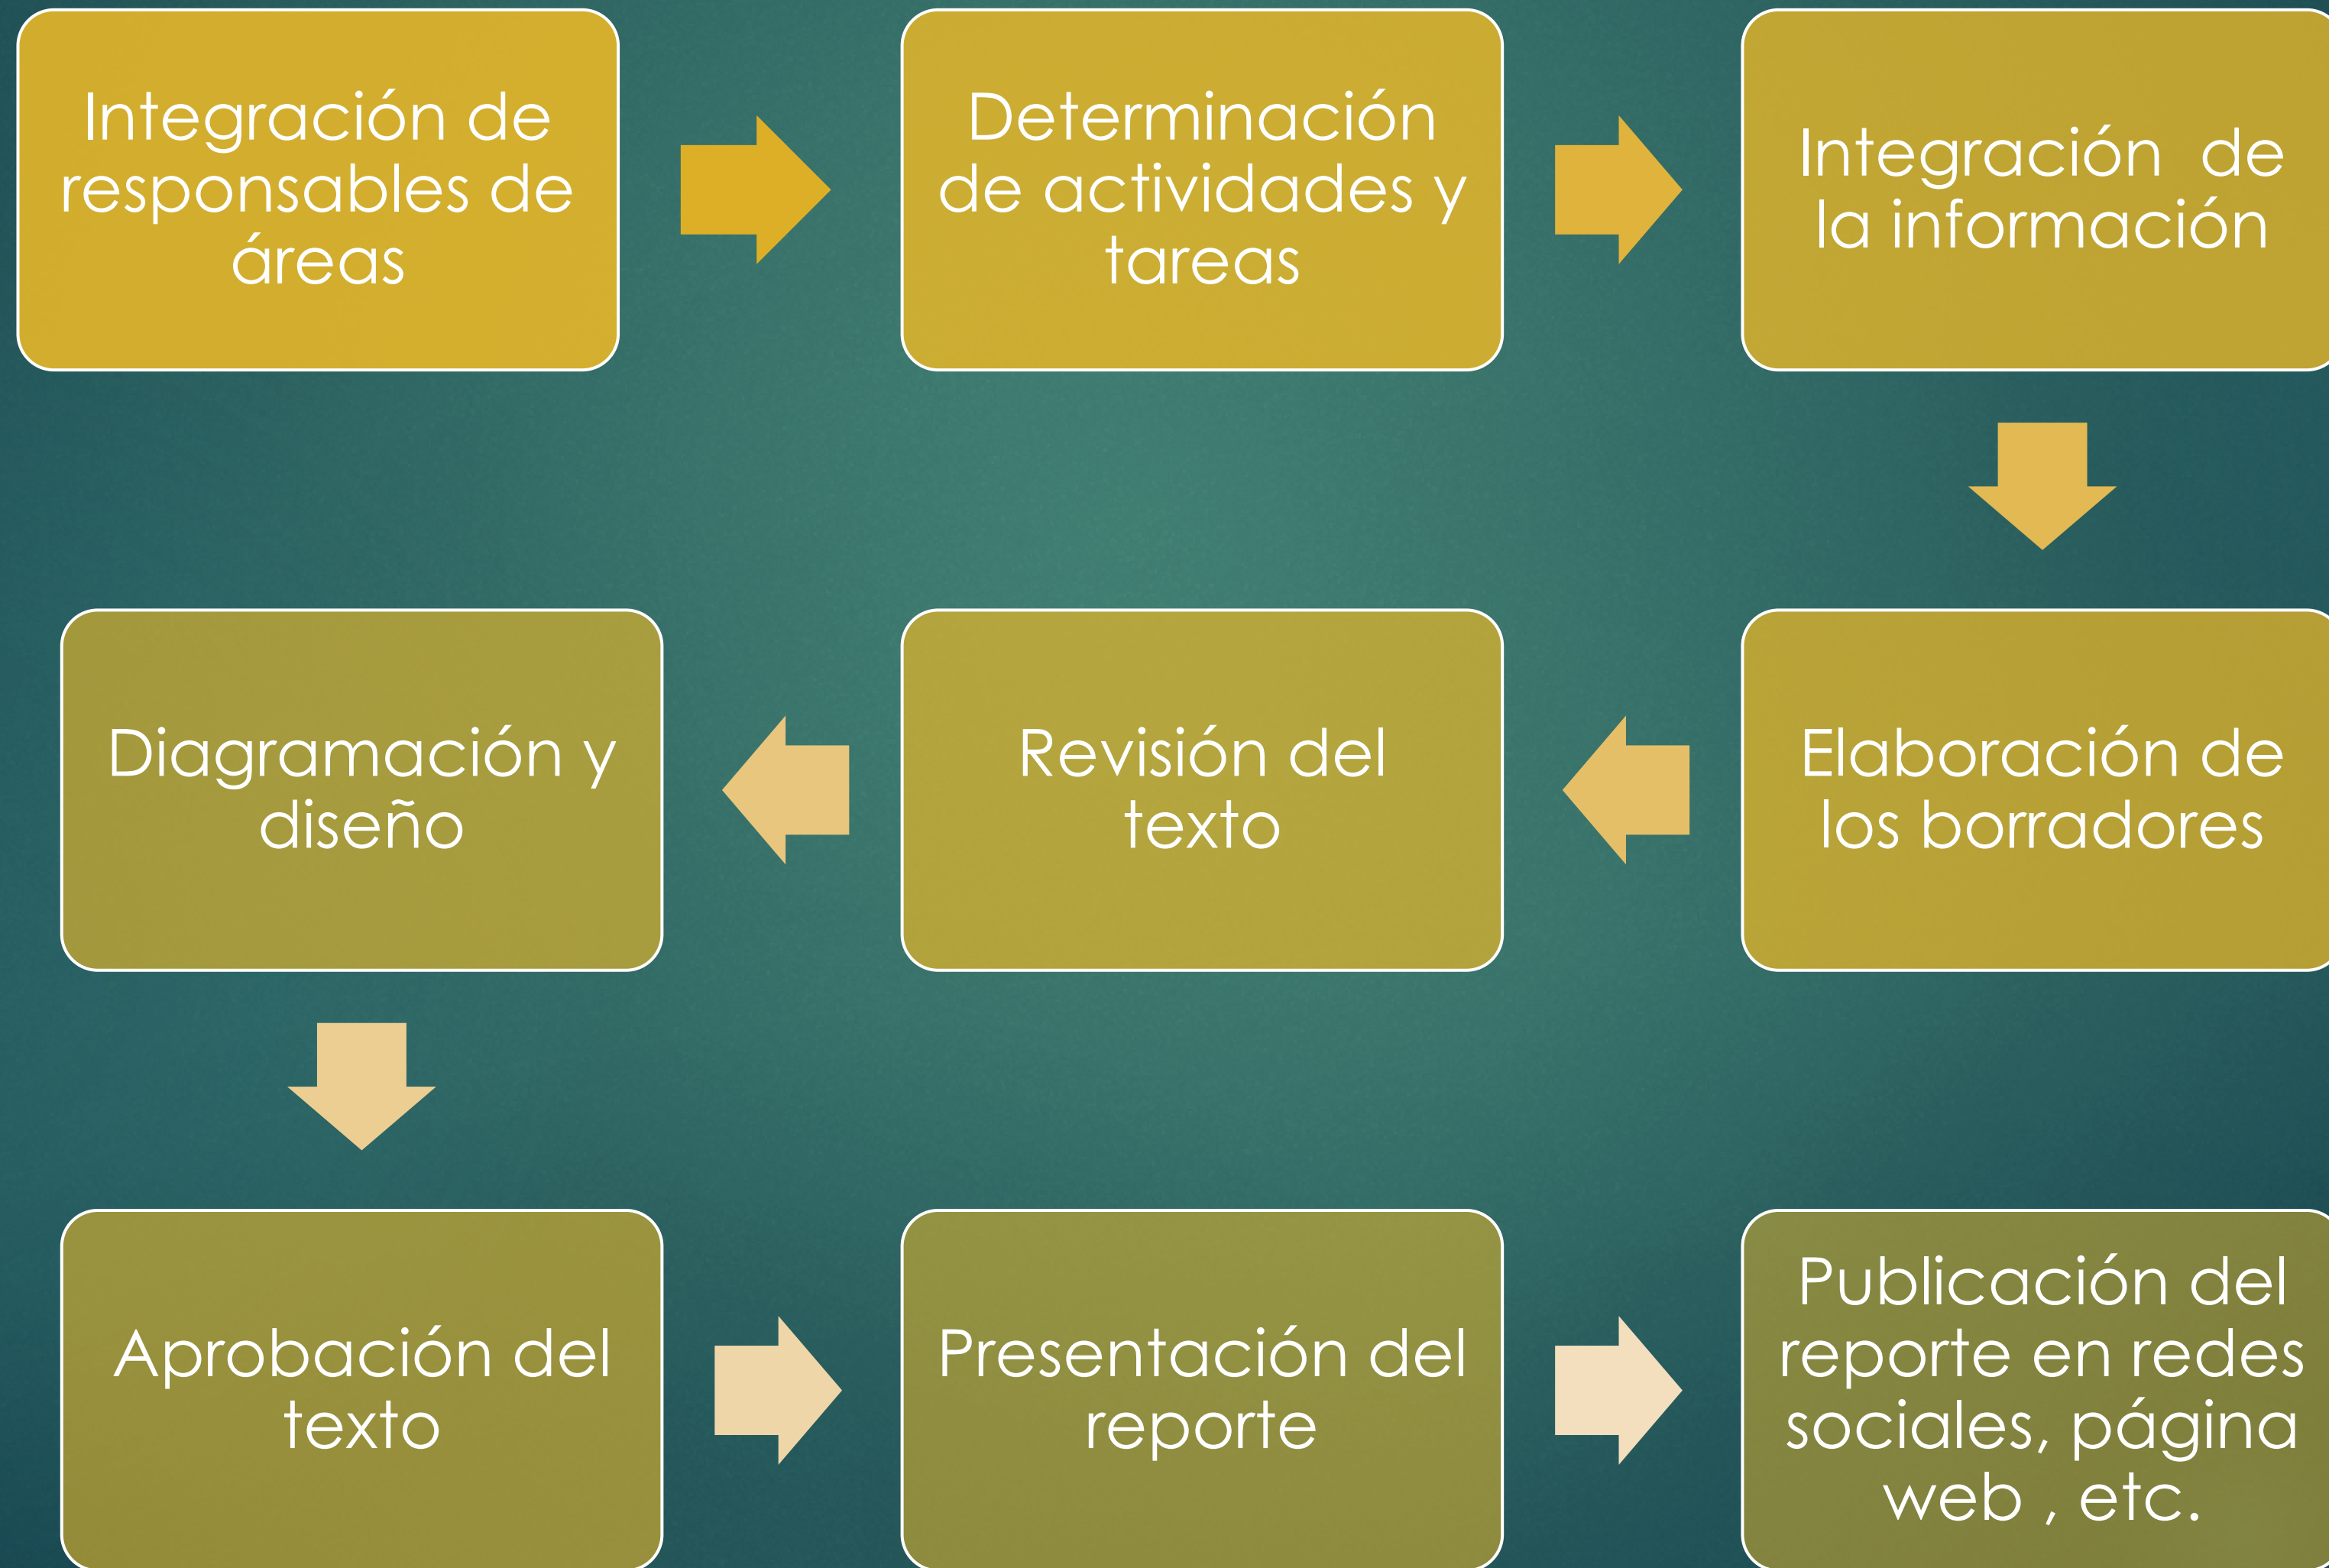 Integración de
responsables de
áreas
Determinación
de actividades y
tareas
Integración de
la información
Elaboración de
los borradores
Revisión del
texto
Diagramación y
diseño
Aprobación del
texto
Presentación del
reporte
Publicación del
reporte en redes
sociales, página
web , etc.